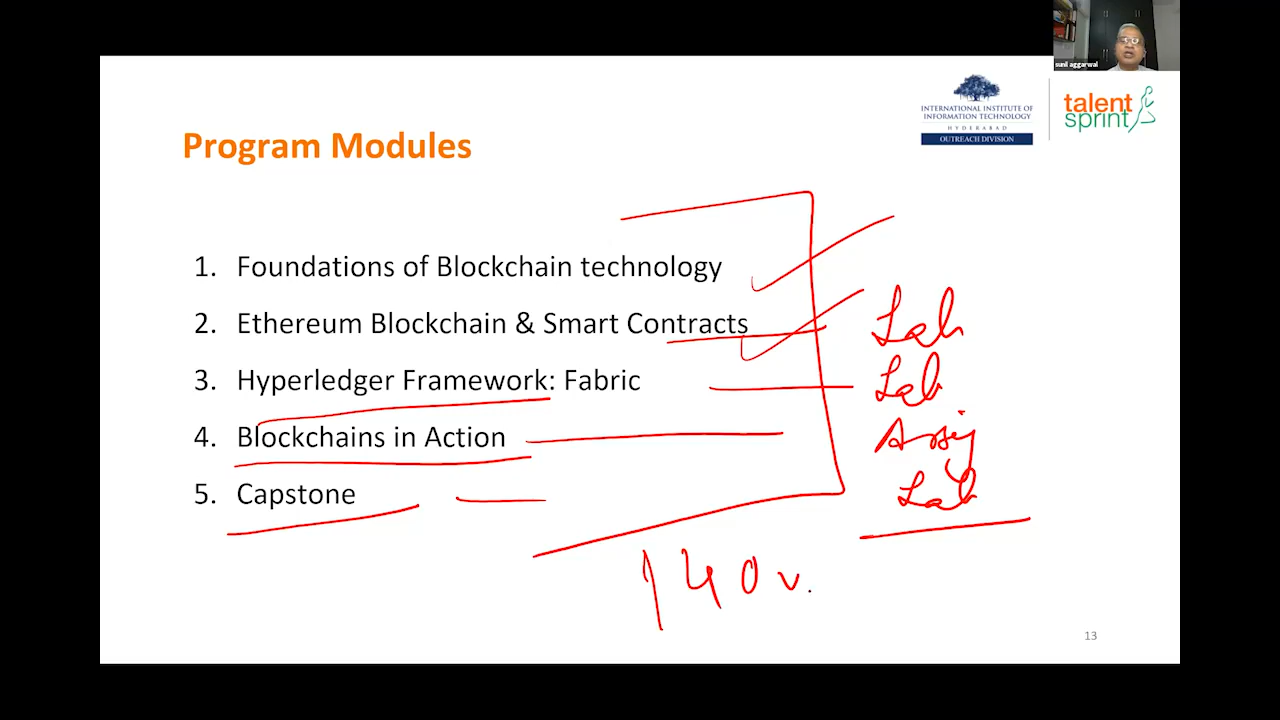 sunil aggarwal
INTERNATIONAL INSTITUTE OF
INFORMATION TECHNOLOGY
HYDERABAD
OUTREACH DIVISION
talent
sprint
Program Modules
1. Foundations of Blockchain technology
2. Ethereum Blockchain & Smart Contracts
Lab
3. Hyperledger Framework: Fabric
Lab
4. Blockchains in Action
Assig
5. Capstone
Lab
140
13